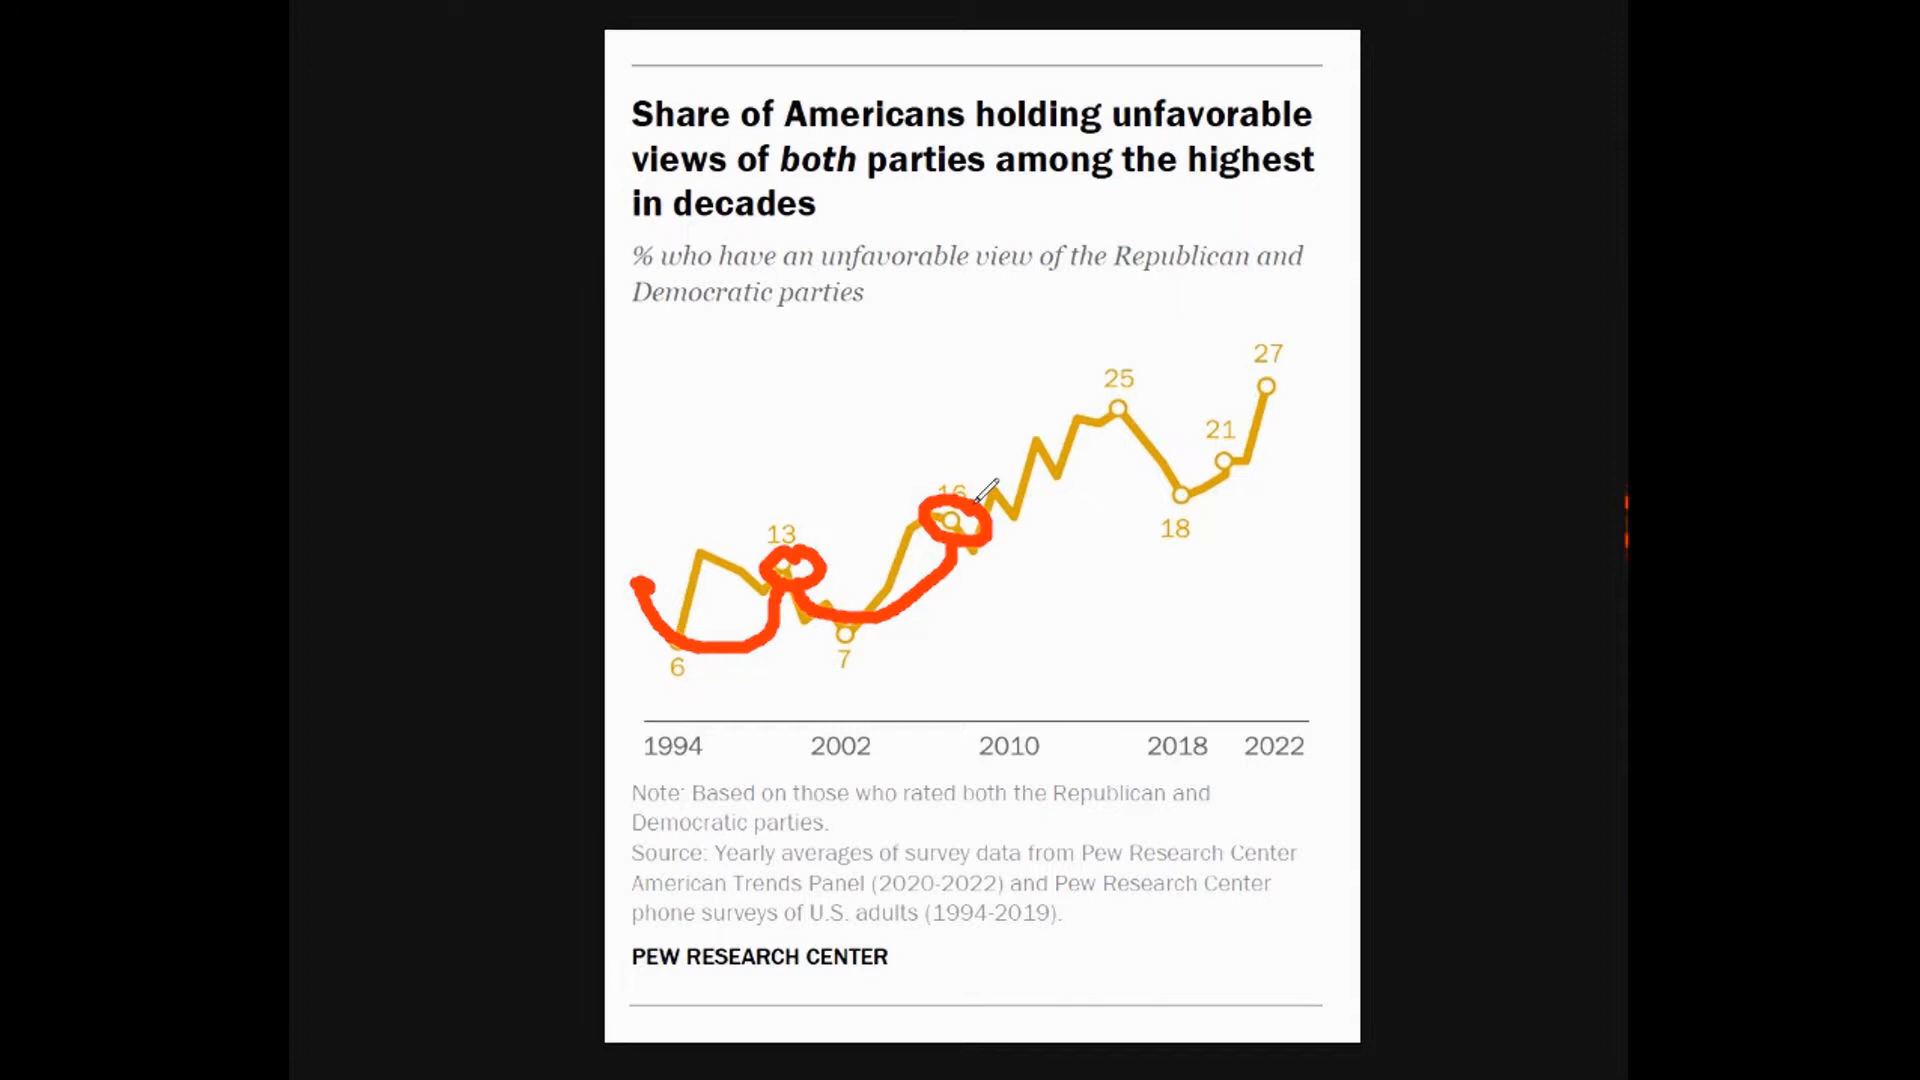 Share of Americans holding unfavorable
views of both parties among the highest
in decades
% who have an unfavorable view of the Republican and
Democratic parties
27
25
21
16
18
13
7
6
1994 2002 2010 2018 2022
Note: Based on those who rated both the Republican and
Democratic parties.
Source: Yearly averages of survey data from Pew Research Center
American Trends Panel (2020-2022) and Pew Research Center
phone surveys of U.S. adults (1994-2019).
PEW RESEARCH CENTER